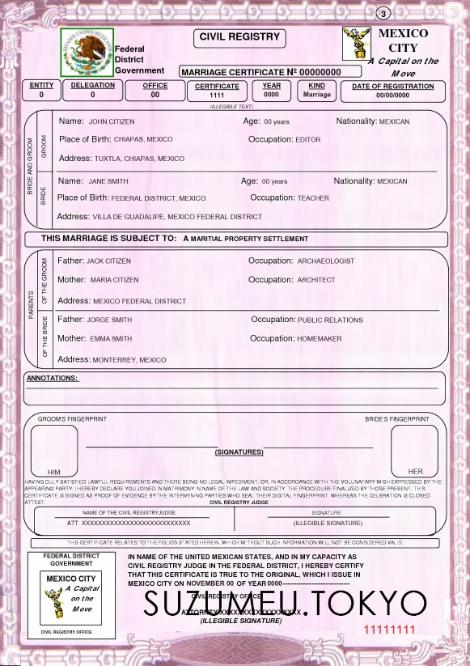 3
CIVIL REGISTRY
Federal
District
Government
MEXICO
CITY
A Capital on the
Move
MARRIAGE CERTIFICATE Nº 00000000
ENTITY DELEGATION OFFICE CERTIFICATE YEAR KIND DATE OF REGISTRATION
0 0 00 1111 0000 Marriage 00/00/0000
(ILLEGIBLE TEXT)
BRIDE AND GROOM
GROOM
Name: JOHN CITIZEN Age: 00 years Nationality: MEXICAN
Place of Birth: CHIAPAS, MEXICO Occupation: EDITOR
Address: TUXTLA, CHIAPAS, MEXICO
BRIDE
Name: JANE SMITH Age: 00 years Nationality: MEXICAN
Place of Birth: FEDERAL DISTRICT, MEXICO Occupation: TEACHER
Address: VILLA DE GUADALIPE, MEXICO FEDERAL DISTRICT
THIS MARRIAGE IS SUBJECT TO: A MARITIAL PROPERTY SETTLEMENT
PARENTS
OF THE GROOM
Father: JACK CITIZEN Occupation: ARCHAEOLOGIST
Mother: MARIA CITIZEN Occupation: ARCHITECT
Address: MEXICO FEDERAL DISTRICT
OF THE BRIDE
Father: JORGE SMITH Occupation: PUBLIC RELATIONS
Mother: EMMA SMITH Occupation: HOMEMAKER
Address: MONTERREY, MEXICO
ANNOTATIONS:
GROOM'S FINGERPRINT BRIDE'S FINGERPRINT
(SIGNATURES)
HIM HER
HAVING DULY SATISFIED LAWFUL REQUIREMENTS AND THERE BEING NO LEGAL IMPEDIMENT, OR, IN ACCORDANCE WITH THE VOLUNTARY WISH EXPRESSED BY THE
APPEARING PARTY, I HEREBY DECLARE YOU JOINED IN MATRIMONY IN NAME OF THE LAW AND SOCIETY. THE PROCEDURE FINALIZED BY THOSE PRESENT, THIS
CERTIFICATE IS SIGNED AS PROOF OF EVIDENCE BY THE INTERVENING PARTIES WHO SEAL THEIR DIGITAL FINGERPRINT. WHEREAS THE CELEBRATION IS CLOSED
ATTEST. CIVIL REGISTRY JUDGE
NAME OF THE CIVIL REGISTRY JUDGE SIGNATURE
ATT. XXXXXXXXXXXXXXXXXXXXXXXXXXX (ILLEGIBLE SIGNATURE)
THIS CERTIFICATE RELATES TO THE FOLIOS STATED HEREIN, WHICH WITHOUT SUCH INFORMATION WILL NOT BE CONSIDERED VALID
FEDERAL DISTRICT
GOVERNMENT
MEXICO CITY
A Capital
on the
Move
CIVIL REGISTRY OFFICE
IN NAME OF THE UNITED MEXICAN STATES, AND IN MY CAPACITY AS
CIVIL REGISTRY JUDGE IN THE FEDERAL DISTRICT, I HEREBY CERTIFY
THAT THIS CERTIFICATE IS TRUE TO THE ORIGINAL, WHICH I ISSUE IN
MEXICO CITY ON NOVEMBER 00 OF YEAR 0000
CIVIL REGISTRY OFFICE
SUZUMEU.TOKYO
(ILLEGIBLE SIGNATURE)
11111111